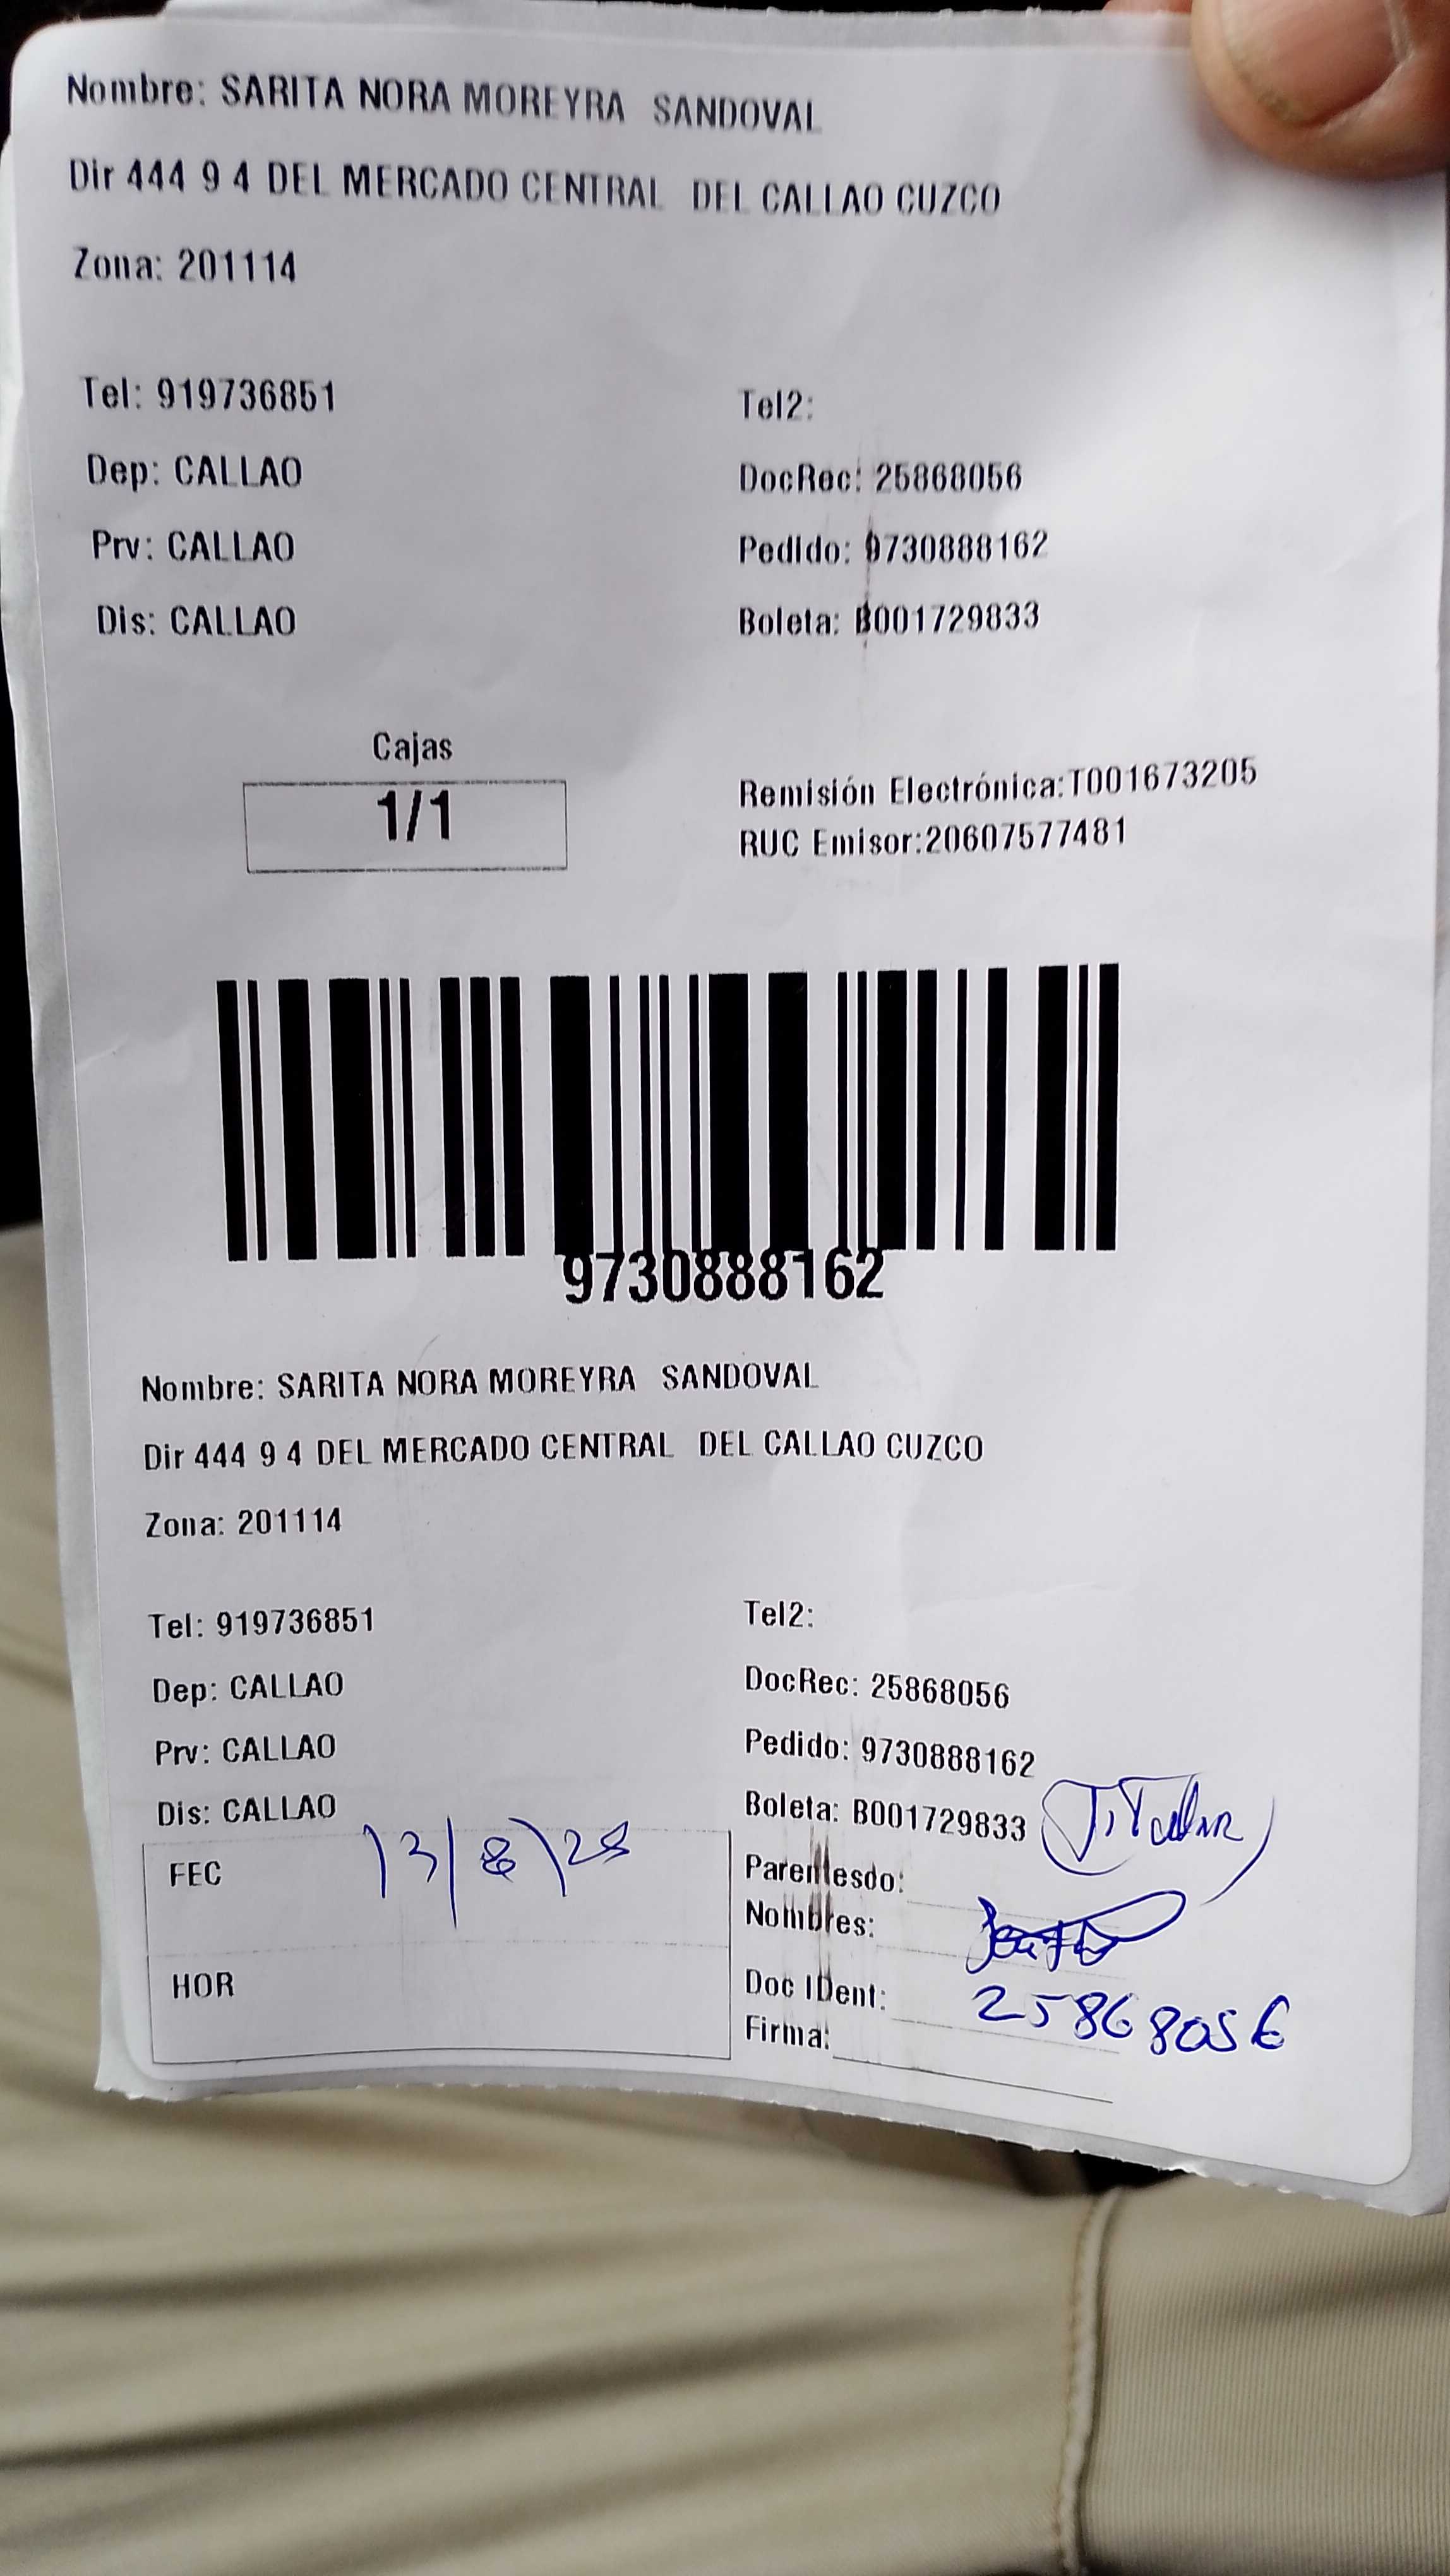 Nombre: SARITA NORA MOREYRA SANDOVAL
Dir 444 9 4 DEL MERCADO CENTRAL DEL CALLAO CUZCO
Zona: 201114
Tel: 919736851
Tel2:
Dep: CALLAO
DocRec: 25868056
Prv: CALLAO
Pedido: 9730888162
Dis: CALLAO
Boleta: B001729833
Cajas
1/1
Remisión Electrónica:T001673205
RUC Emisor:20607577481
9730888162
Nombre: SARITA NORA MOREYRA SANDOVAL
Dir 444 9 4 DEL MERCADO CENTRAL DEL CALLAO CUZCO
Zona: 201114
Tel: 919736851
Tel2:
Dep: CALLAO
DocRec: 25868056
Prv: CALLAO
Pedido: 9730888162
Dis: CALLAO
Boleta: B001729833
Titular
FEC 13/8/25
Parentesdo:
Nombres:
HOR
Doc IDent: 25868056
Firma: